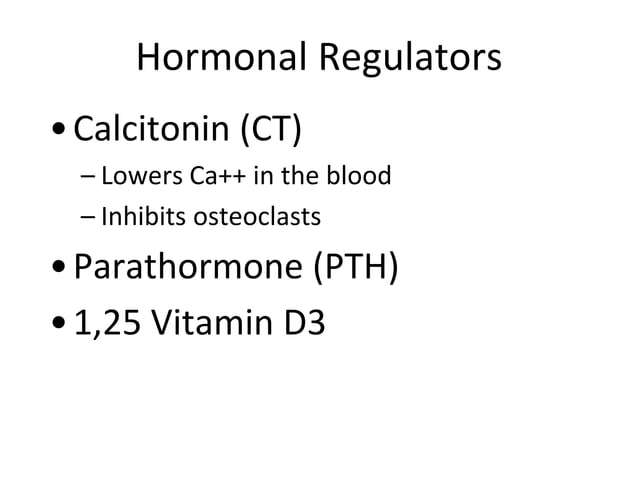 Hormonal Regulators
• Calcitonin (CT)
– Lowers Ca++ in the blood
– Inhibits osteoclasts
• Parathormone (PTH)
• 1,25 Vitamin D3